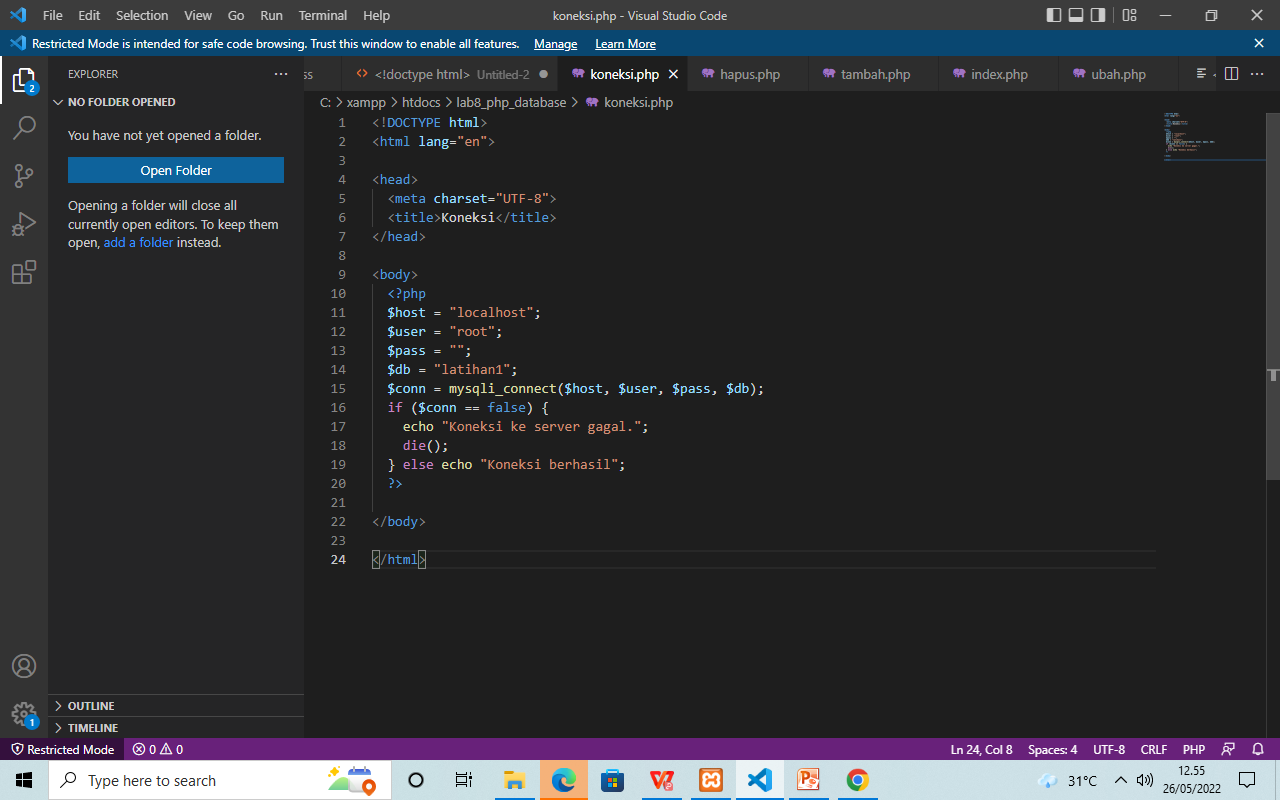 File Edit Selection View Go Run Terminal Help koneksi.php - Visual Studio Code
Restricted Mode is intended for safe code browsing. Trust this window to enable all features. Manage Learn More
EXPLORER
ss <!doctype html> Untitled-2 koneksi.php hapus.php tambah.php index.php ubah.php
NO FOLDER OPENED
You have not yet opened a folder.
Open Folder
Opening a folder will close all
currently open editors. To keep them
open, add a folder instead.
C: > xampp > htdocs > lab8_php_database > koneksi.php
1 <!DOCTYPE html>
2 <html lang="en">
3
4 <head>
5 <meta charset="UTF-8">
6 <title>Koneksi</title>
7 </head>
8
9 <body>
10 <?php
11 $host = "localhost";
12 $user = "root";
13 $pass = "";
14 $db = "latihan1";
15 $conn = mysqli_connect($host, $user, $pass, $db);
16 if ($conn == false) {
17 echo "Koneksi ke server gagal.";
18 die();
19 } else echo "Koneksi berhasil";
20 ?>
21
22 </body>
23
24 </html>
OUTLINE
TIMELINE
2
1
Restricted Mode 0 0 Ln 24, Col 8 Spaces: 4 UTF-8 CRLF PHP
Type here to search
31°C
12.55
26/05/2022